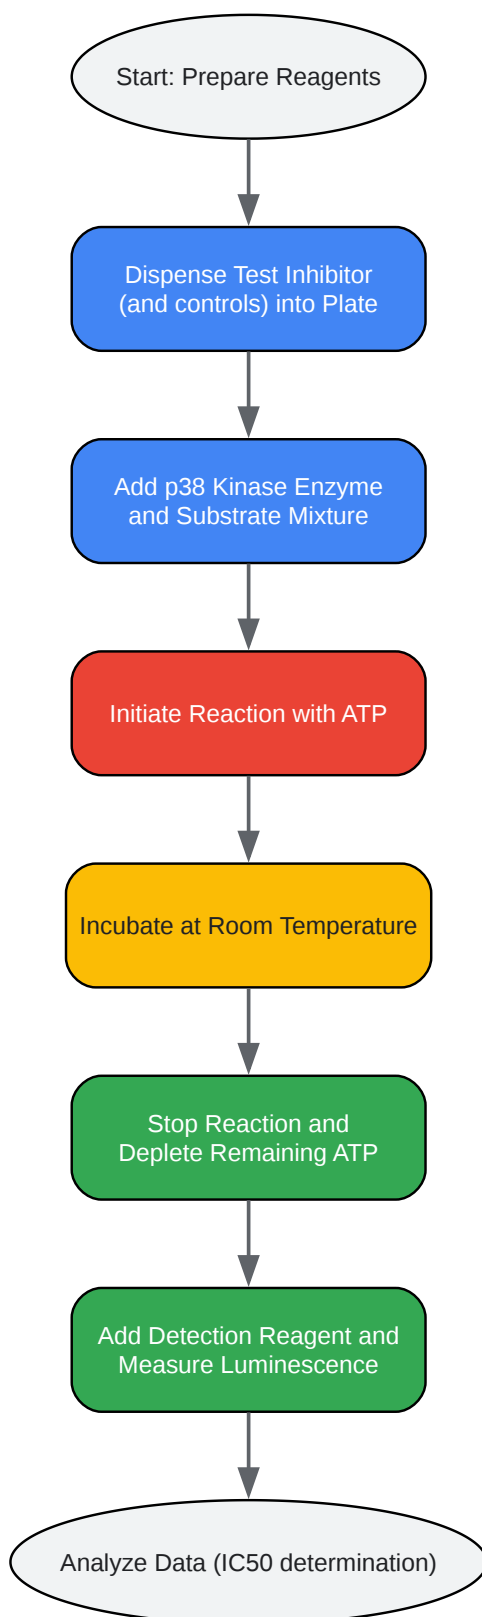 Start: Prepare Reagents
Dispense Test Inhibitor
(and controls) into Plate
Add p38 Kinase Enzyme
and Substrate Mixture
Initiate Reaction with ATP
Incubate at Room Temperature
Stop Reaction and
Deplete Remaining ATP
Add Detection Reagent and
Measure Luminescence
Analyze Data (IC50 determination)